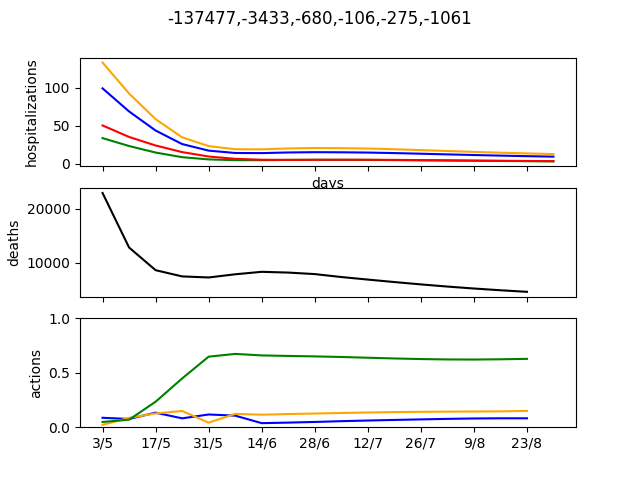 -137477,-3433,-680,-106,-275,-1061
hospitalizations
100
50
0
days
deaths
20000
10000
actions
1.0
0.5
0.0
3/5 17/5 31/5 14/6 28/6 12/7 26/7 9/8 23/8